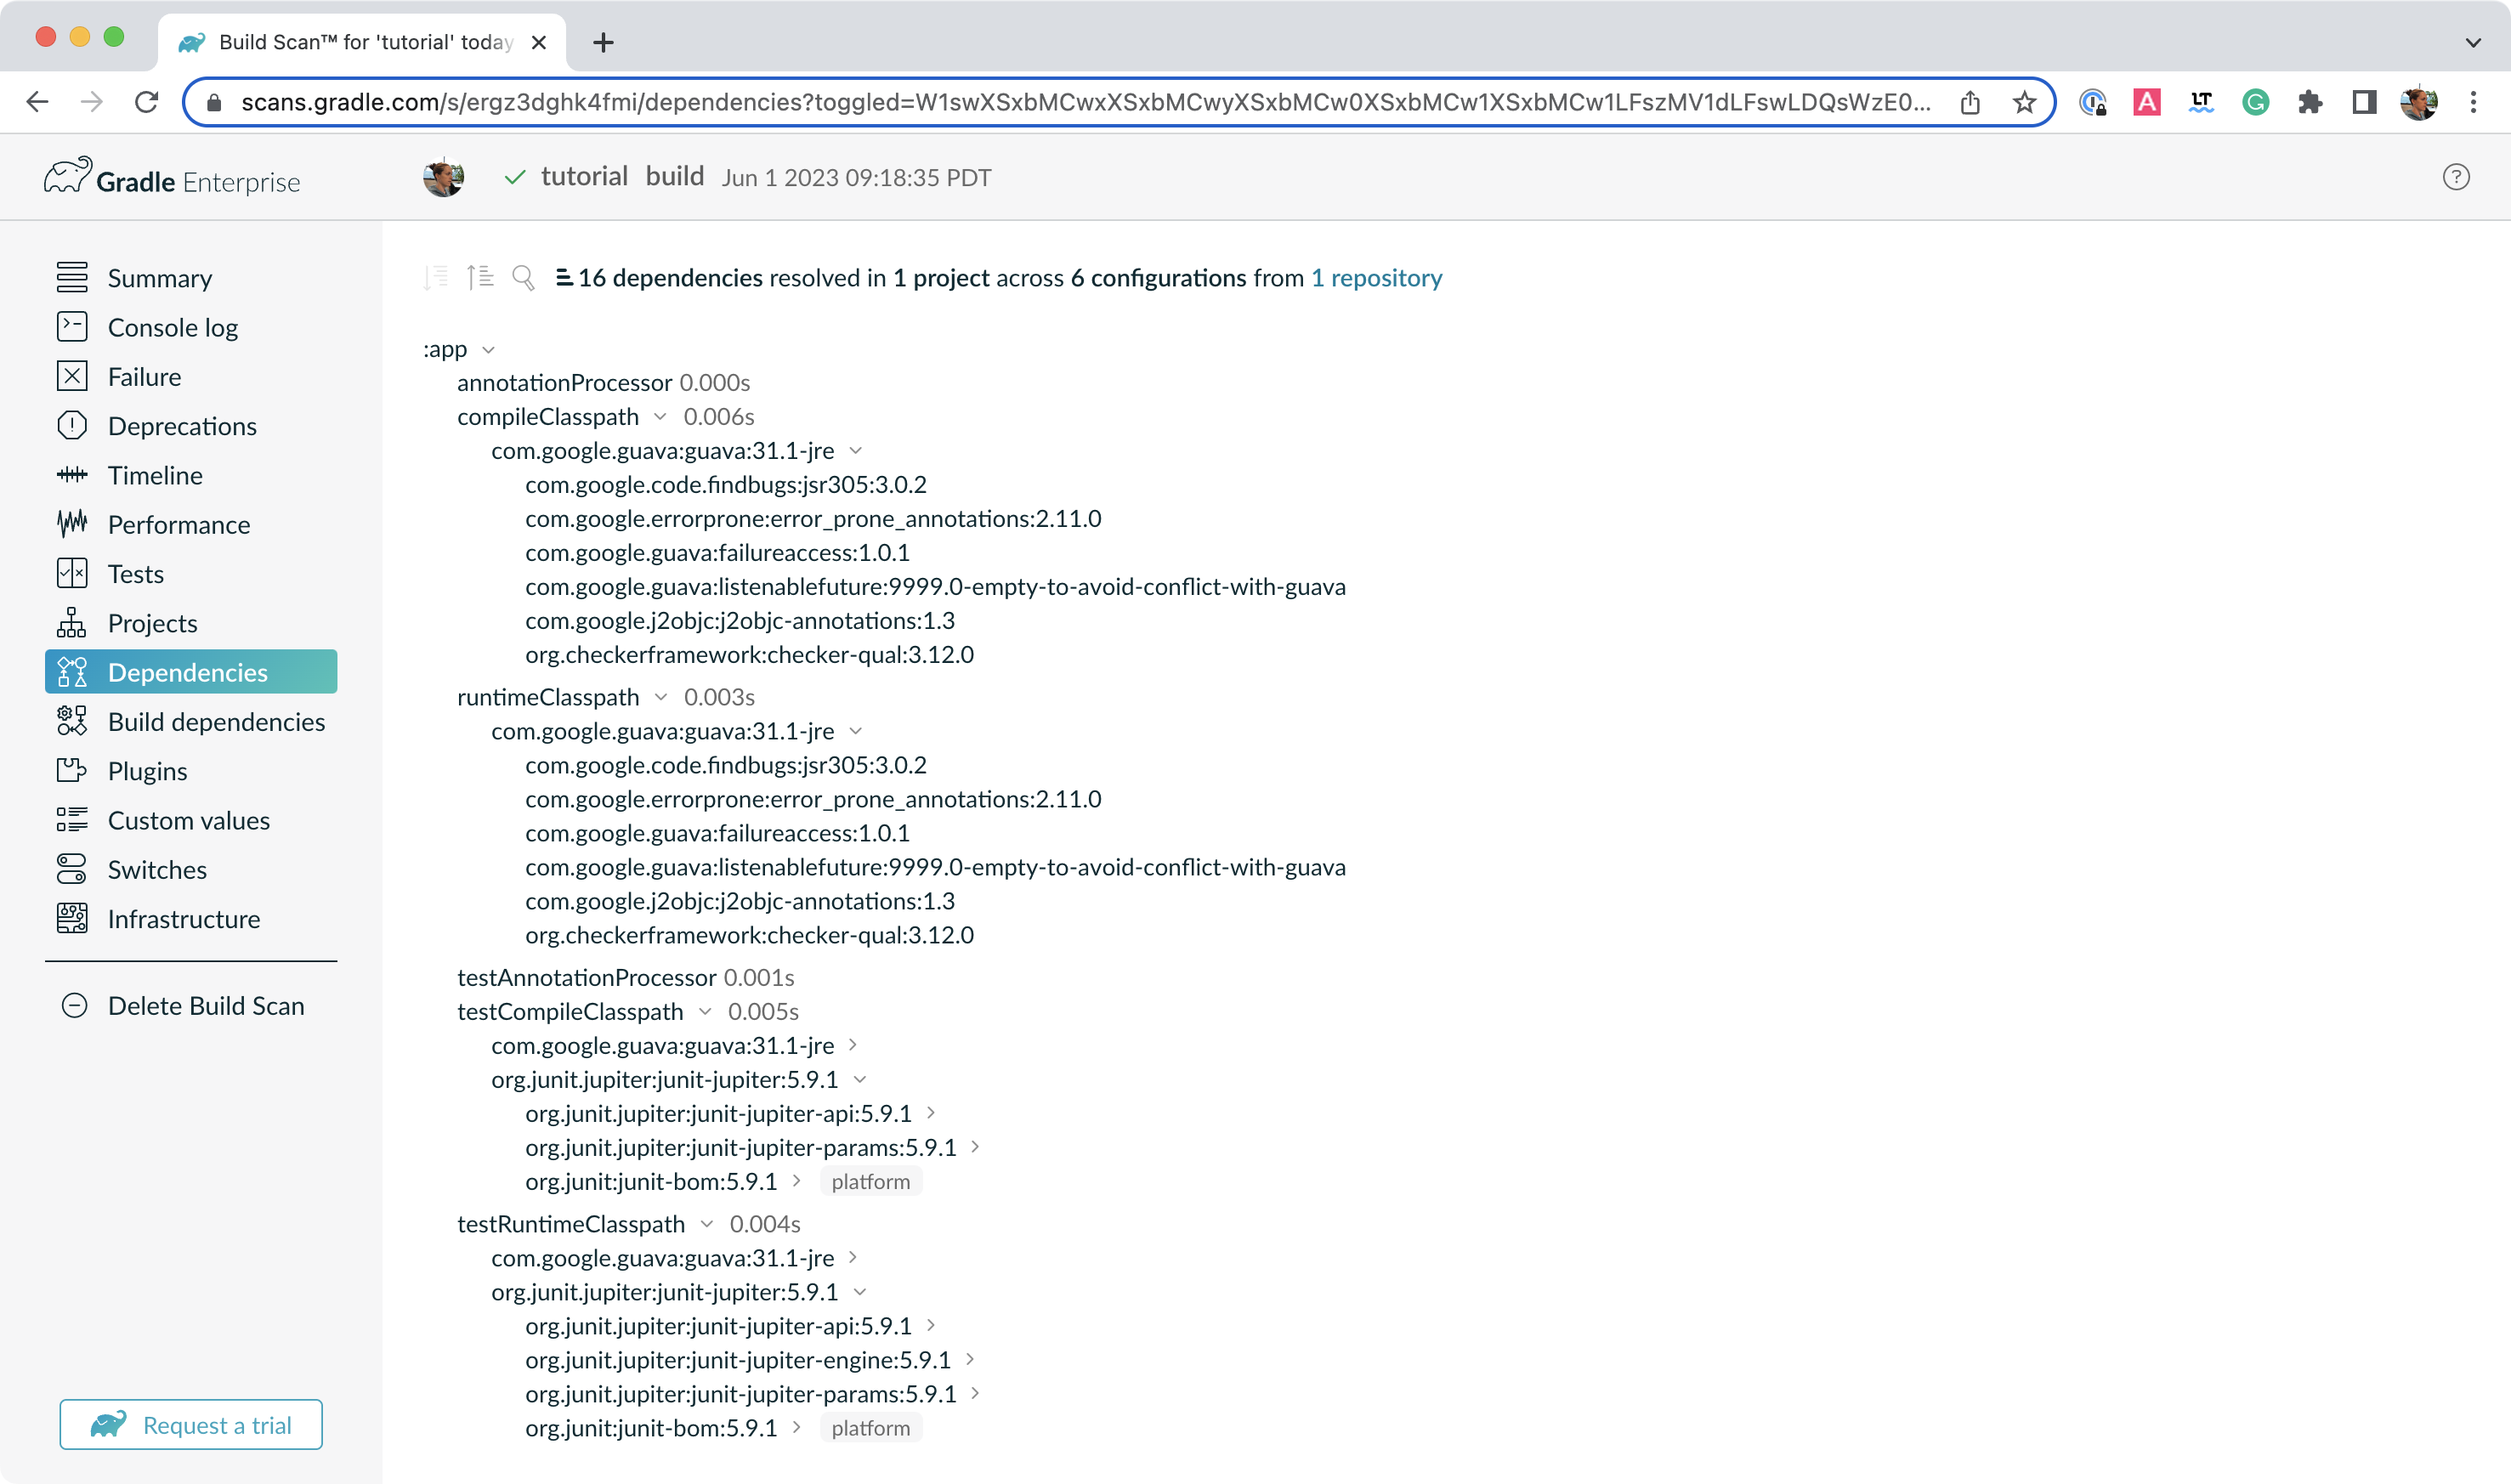 Build Scan™ for 'tutorial' today
scans.gradle.com/s/ergz3dghk4fmi/dependencies?toggled=W1swXSxbMCwxXSxbMCwyXSxbMCw0XSxbMCw1XSxbMCw1LFszMV1dLFswLDQsWzE0...
A
LT
G
Gradle Enterprise
tutorial build Jun 1 2023 09:18:35 PDT
?
Summary
Console log
Failure
Deprecations
Timeline
Performance
Tests
Projects
Dependencies
Build dependencies
Plugins
Custom values
Switches
Infrastructure
Delete Build Scan
Request a trial
16 dependencies resolved in 1 project across 6 configurations from 1 repository
:app
annotationProcessor 0.000s
compileClasspath 0.006s
com.google.guava:guava:31.1-jre
com.google.code.findbugs:jsr305:3.0.2
com.google.errorprone:error_prone_annotations:2.11.0
com.google.guava:failureaccess:1.0.1
com.google.guava:listenablefuture:9999.0-empty-to-avoid-conflict-with-guava
com.google.j2objc:j2objc-annotations:1.3
org.checkerframework:checker-qual:3.12.0
runtimeClasspath 0.003s
com.google.guava:guava:31.1-jre
com.google.code.findbugs:jsr305:3.0.2
com.google.errorprone:error_prone_annotations:2.11.0
com.google.guava:failureaccess:1.0.1
com.google.guava:listenablefuture:9999.0-empty-to-avoid-conflict-with-guava
com.google.j2objc:j2objc-annotations:1.3
org.checkerframework:checker-qual:3.12.0
testAnnotationProcessor 0.001s
testCompileClasspath 0.005s
com.google.guava:guava:31.1-jre
org.junit.jupiter:junit-jupiter:5.9.1
org.junit.jupiter:junit-jupiter-api:5.9.1
org.junit.jupiter:junit-jupiter-params:5.9.1
org.junit:junit-bom:5.9.1 platform
testRuntimeClasspath 0.004s
com.google.guava:guava:31.1-jre
org.junit.jupiter:junit-jupiter:5.9.1
org.junit.jupiter:junit-jupiter-api:5.9.1
org.junit.jupiter:junit-jupiter-engine:5.9.1
org.junit.jupiter:junit-jupiter-params:5.9.1
org.junit:junit-bom:5.9.1 platform